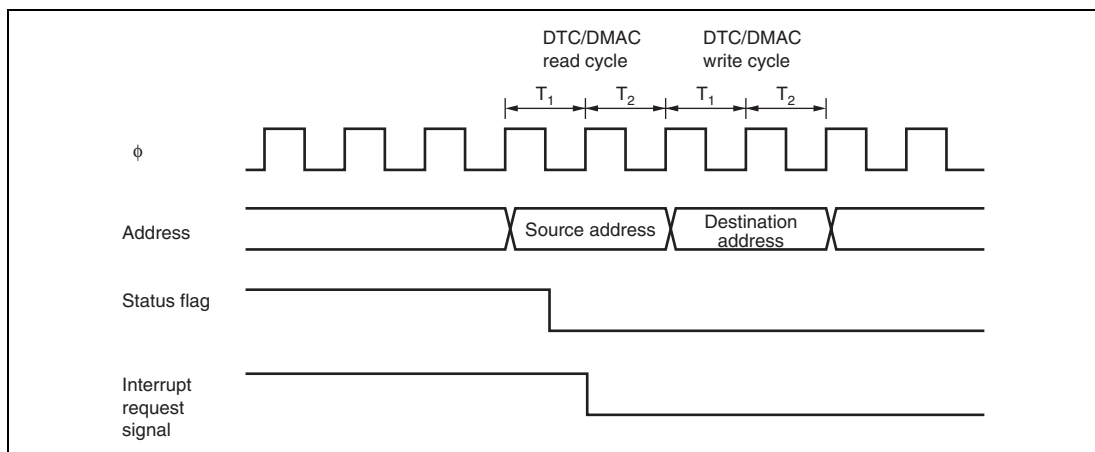 DTC/DMAC DTC/DMAC
read cycle write cycle
T1 T2 T1 T2
ϕ
Address
Source address
Destination
address
Status flag
Interrupt
request
signal